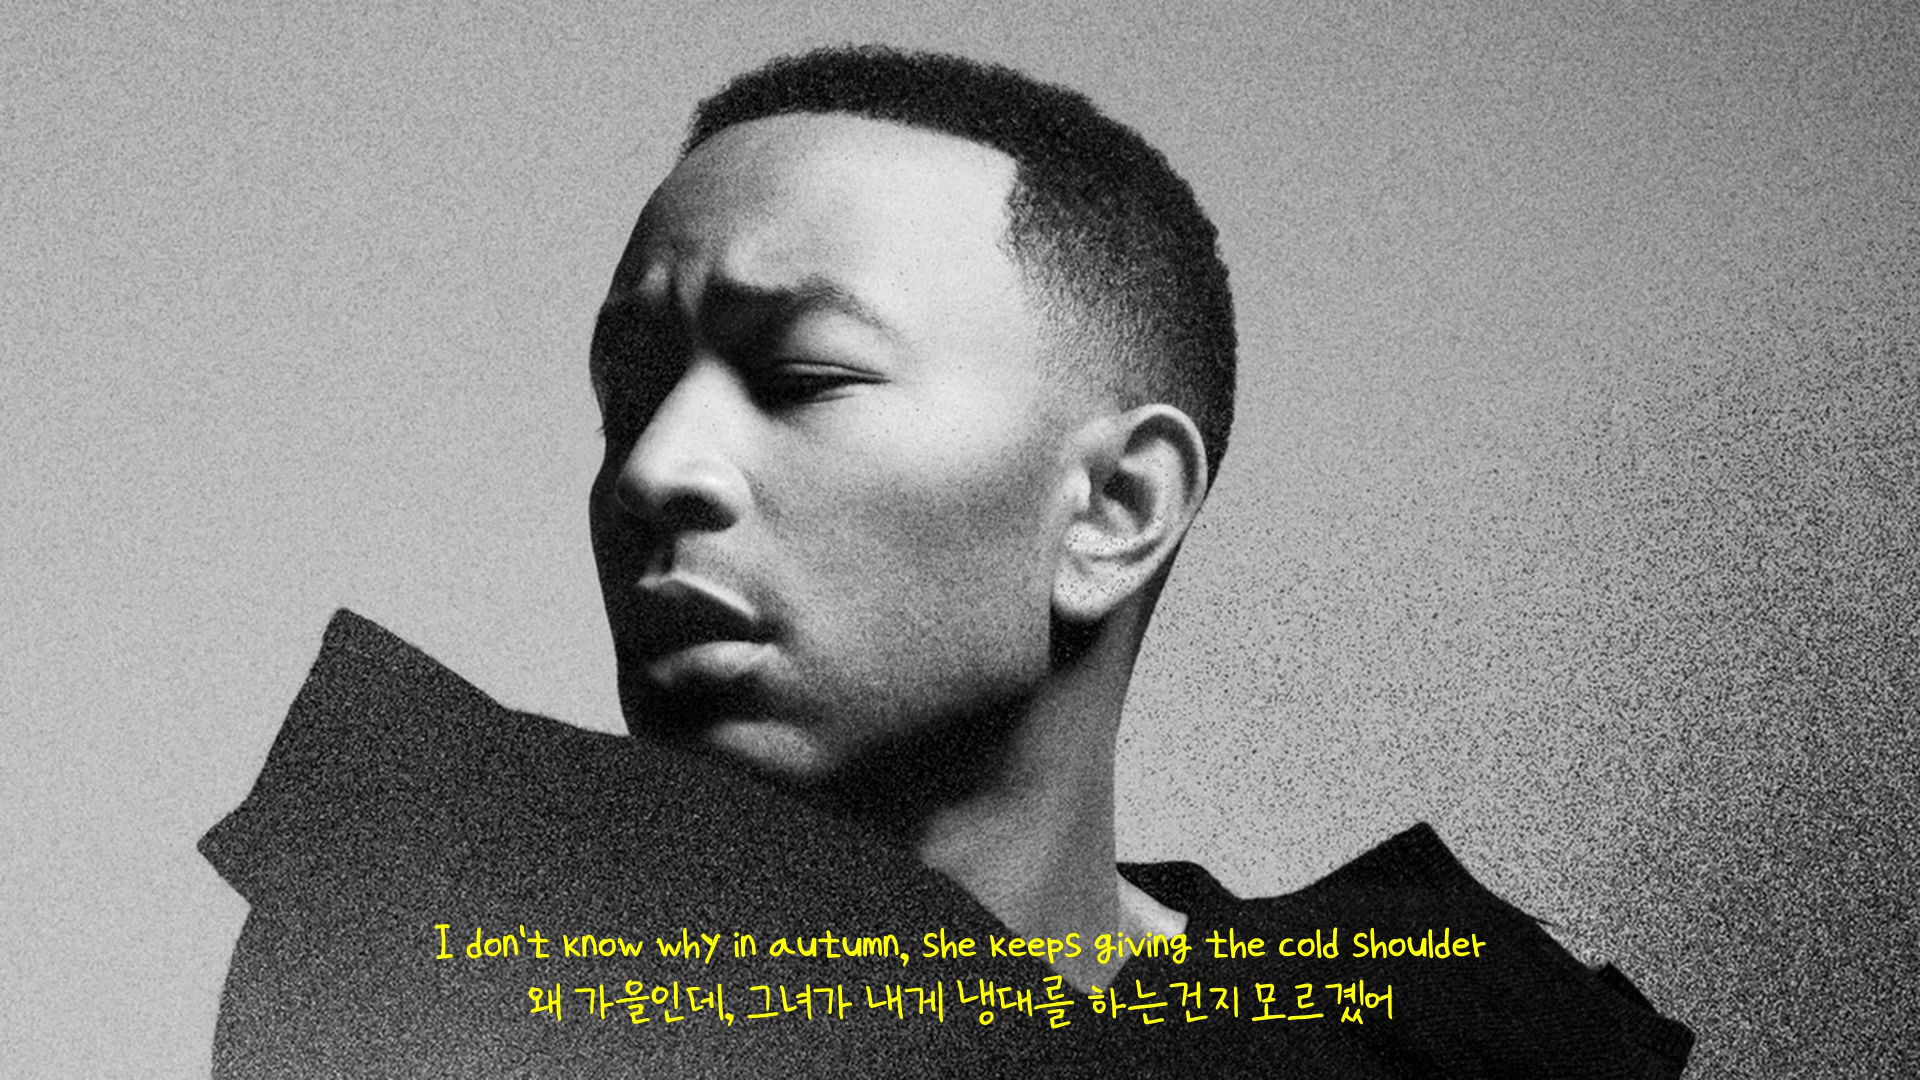 I don't know why in autumn, she keeps giving the cold shoulder
왜 가을인데, 그녀가 내게 냉대를 하는건지 모르겠어